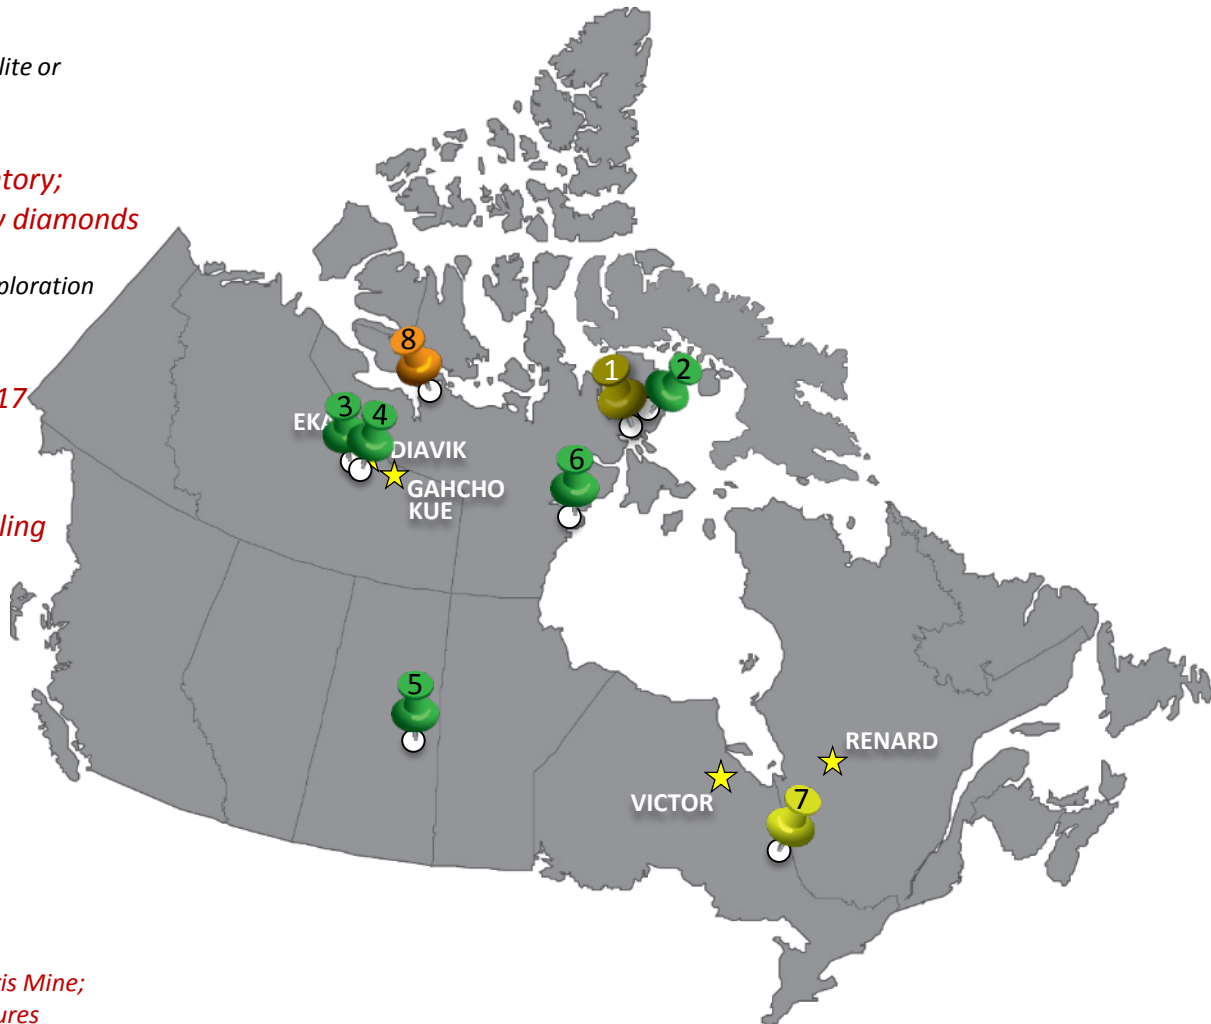 lite or
tory;
diamonds
ploration
17
ling
ris Mine;
ures
8
1
2
3
4
EKA
DIAVIK
6
GAHCHO
KUE
5
RENARD
VICTOR
7